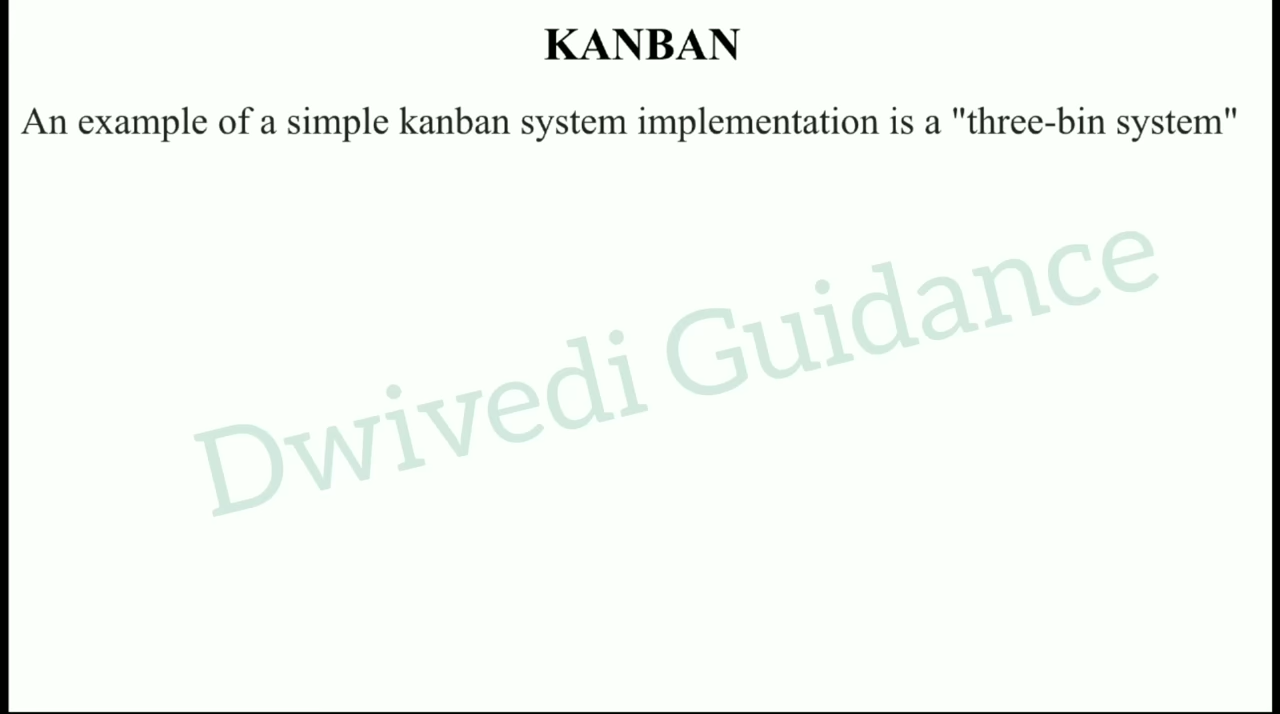 KANBAN
An example of a simple kanban system implementation is a "three-bin system"
Dwivedi Guidance